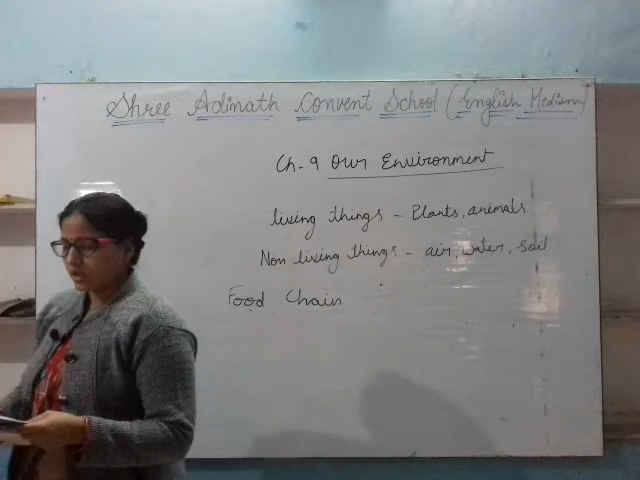 Shree Adinath Convent School (English Medium)
Ch-9 Our Environment
living things - Plants, animals
Non living things - air, water, soil
Food Chain